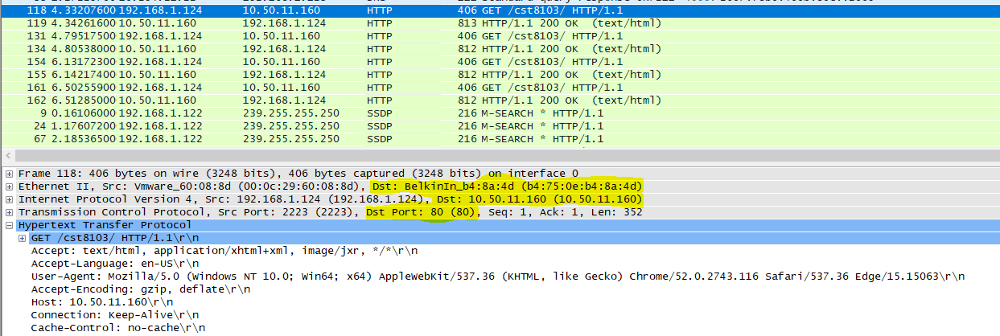 118 4.33207600 192.168.1.124 10.50.11.160 HTTP 406 GET /cst8103/ HTTP/1.1
119 4.34261600 10.50.11.160 192.168.1.124 HTTP 813 HTTP/1.1 200 OK (text/html)
131 4.79517500 192.168.1.124 10.50.11.160 HTTP 406 GET /cst8103/ HTTP/1.1
134 4.80538000 10.50.11.160 192.168.1.124 HTTP 812 HTTP/1.1 200 OK (text/html)
154 6.13172300 192.168.1.124 10.50.11.160 HTTP 406 GET /cst8103/ HTTP/1.1
155 6.14217400 10.50.11.160 192.168.1.124 HTTP 812 HTTP/1.1 200 OK (text/html)
161 6.50255900 192.168.1.124 10.50.11.160 HTTP 406 GET /cst8103/ HTTP/1.1
162 6.51285000 10.50.11.160 192.168.1.124 HTTP 812 HTTP/1.1 200 OK (text/html)
9 0.16106000 192.168.1.122 239.255.255.250 SSDP 216 M-SEARCH * HTTP/1.1
24 1.17607200 192.168.1.122 239.255.255.250 SSDP 216 M-SEARCH * HTTP/1.1
67 2.18536500 192.168.1.122 239.255.255.250 SSDP 216 M-SEARCH * HTTP/1.1
Frame 118: 406 bytes on wire (3248 bits), 406 bytes captured (3248 bits) on interface 0
Ethernet II, Src: Vmware_60:08:8d (00:0c:29:60:08:8d), Dst: BelkinIn_b4:8a:4d (b4:75:0e:b4:8a:4d)
Internet Protocol Version 4, Src: 192.168.1.124 (192.168.1.124), Dst: 10.50.11.160 (10.50.11.160)
Transmission Control Protocol, Src Port: 2223 (2223), Dst Port: 80 (80), Seq: 1, Ack: 1, Len: 352
Hypertext Transfer Protocol
GET /cst8103/ HTTP/1.1\r\n
Accept: text/html, application/xhtml+xml, image/jxr, */*\r\n
Accept-Language: en-US\r\n
User-Agent: Mozilla/5.0 (Windows NT 10.0; Win64; x64) AppleWebKit/537.36 (KHTML, like Gecko) Chrome/52.0.2743.116 Safari/537.36 Edge/15.15063\r\n
Accept-Encoding: gzip, deflate\r\n
Host: 10.50.11.160\r\n
Connection: Keep-Alive\r\n
Cache-Control: no-cache\r\n